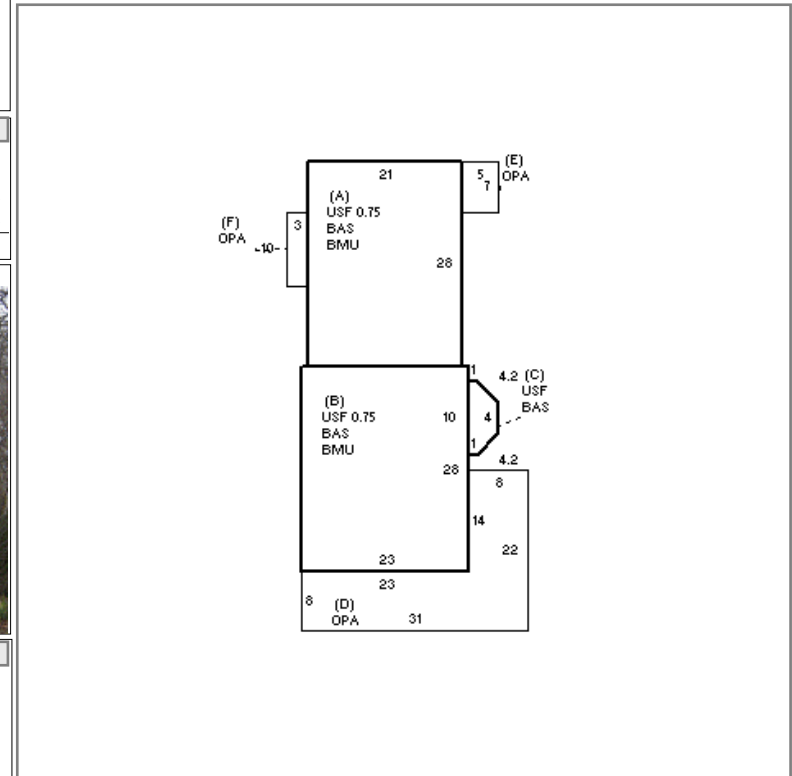 21
(A)
USF 0.75
BAS
BMU
28
5
7
(E)
OPA
(F)
OPA
3
10
(B)
USF 0.75
BAS
BMU
10
28
23
1
4.2
4
1
4.2
(C)
USF
BAS
8
14
22
23
8
(D)
OPA
31